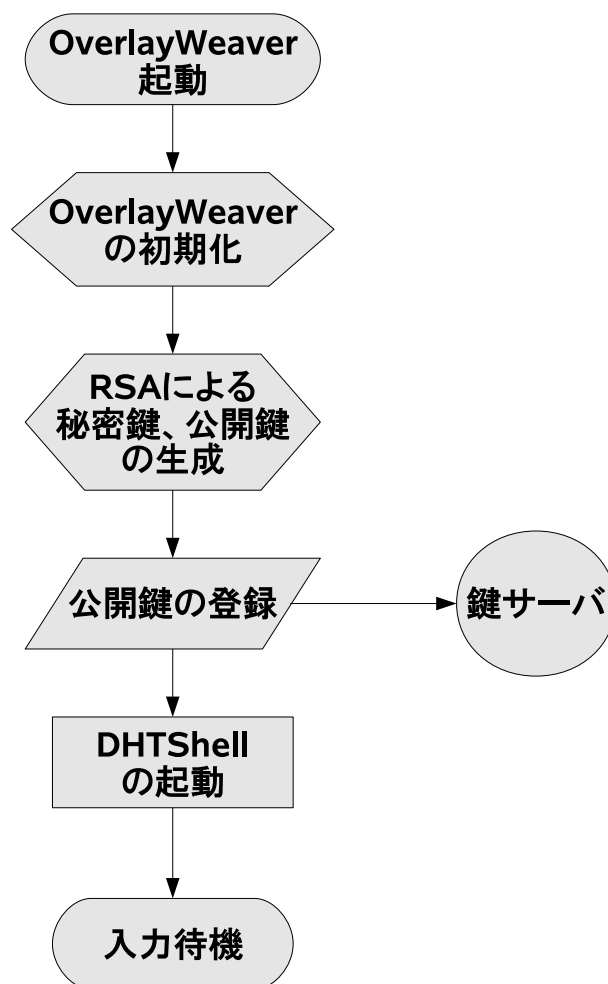 OverlayWeaver
起動
OverlayWeaver
の初期化
RSAによる
秘密鍵、公開鍵
の生成
公開鍵の登録
鍵サーバ
DHTShell
の起動
入力待機